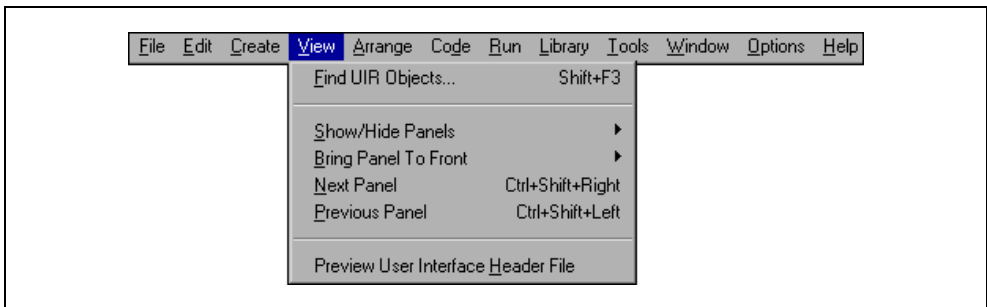 File Edit Create View Arrange Code Run Library Tools Window Options Help
Find UIR Objects... Shift+F3
Show/Hide Panels
Bring Panel To Front
Next Panel Ctrl+Shift+Right
Previous Panel Ctrl+Shift+Left
Preview User Interface Header File